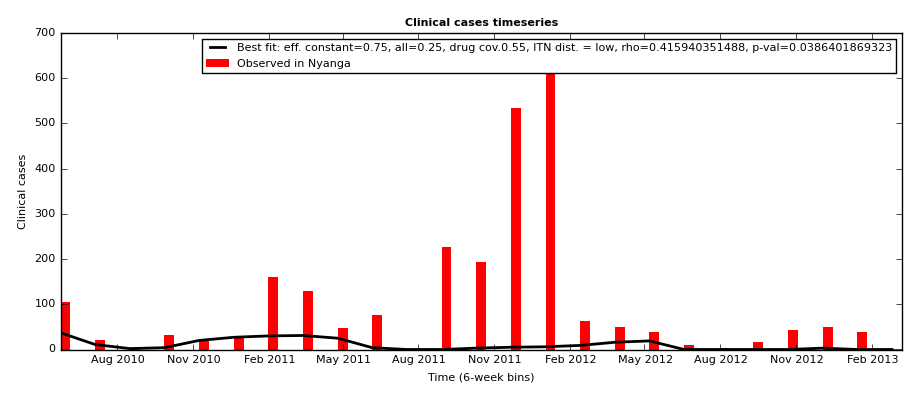 Clinical cases timeseries
Best fit: eff. constant=0.75, all=0.25, drug cov.0.55, ITN dist. = low, rho=0.415940351488, p-val=0.0386401869323
Observed in Nyanga
Clinical cases
700
600
500
400
300
200
100
0
Aug 2010 Nov 2010 Feb 2011 May 2011 Aug 2011 Nov 2011 Feb 2012 May 2012 Aug 2012 Nov 2012 Feb 2013
Time (6-week bins)